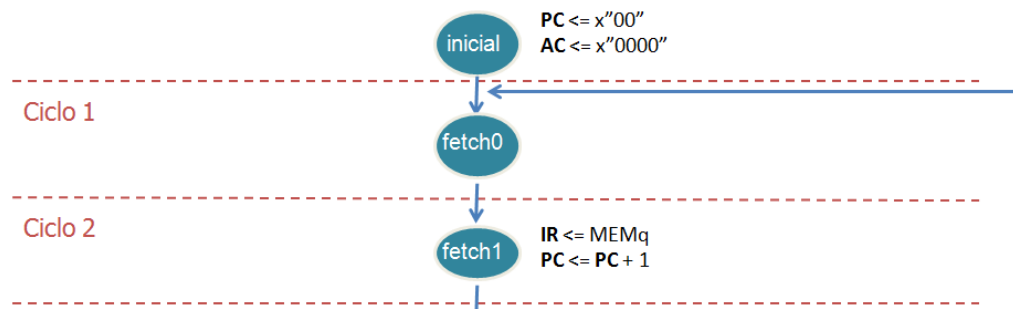 inicial
PC <= x”00”
AC <= x”0000”
Ciclo 1
fetch0
Ciclo 2
fetch1
IR <= MEMq
PC <= PC + 1